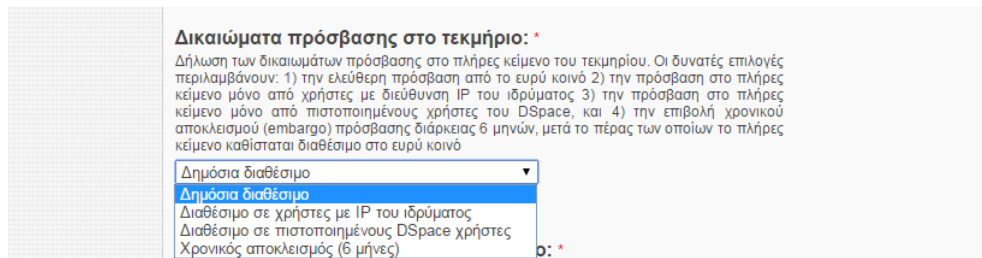 Δικαιώματα πρόσβασης στο τεκμήριο: *
Δήλωση των δικαιωμάτων πρόσβασης στο πλήρες κείμενο του τεκμηρίου. Οι δυνατές επιλογές
περιλαμβάνουν: 1) την ελεύθερη πρόσβαση από το ευρύ κοινό 2) την πρόσβαση στο πλήρες
κείμενο μόνο από χρήστες με διεύθυνση IP του ιδρύματος 3) την πρόσβαση στο πλήρες
κείμενο μόνο από πιστοποιημένους χρήστες του DSpace, και 4) την επιβολή χρονικού
αποκλεισμού (embargo) πρόσβασης διάρκειας 6 μηνών, μετά το πέρας των οποίων το πλήρες
κείμενο καθίσταται διαθέσιμο στο ευρύ κοινό
Δημόσια διαθέσιμο
Δημόσια διαθέσιμο
Διαθέσιμο σε χρήστες με IP του ιδρύματος
Διαθέσιμο σε πιστοποιημένους DSpace χρήστες
Χρονικός αποκλεισμός (6 μήνες)